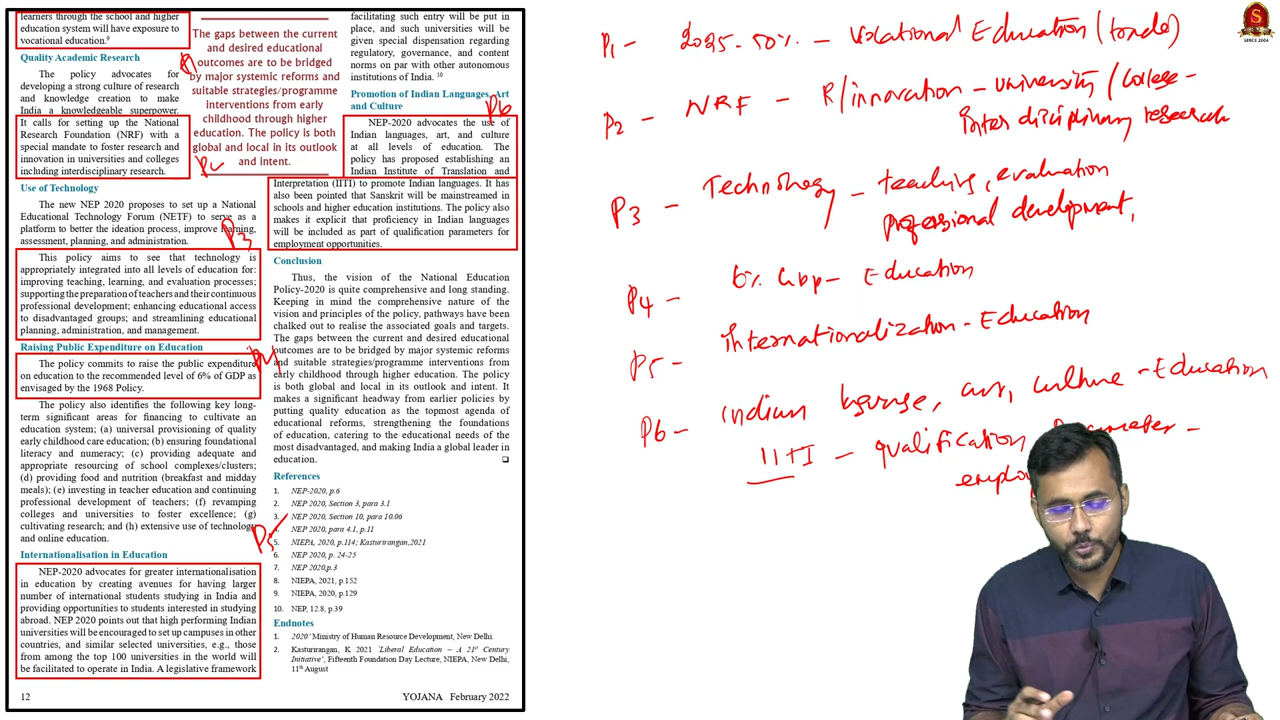 learners through the school and higher
education system will have exposure to
vocational education.⁹
Quality Academic Research
The policy advocates for
developing a strong culture of research
and knowledge creation to make
India a knowledgeable superpower.
It calls for setting up the National
Research Foundation (NRF) with a
special mandate to foster research and
innovation in universities and colleges
including interdisciplinary research.
Use of Technology
The new NEP 2020 proposes to set up a National
Educational Technology Forum (NETF) to serve as a
platform to better the ideation process, improve learning,
assessment, planning, and administration.
This policy aims to see that technology is
appropriately integrated into all levels of education for:
improving teaching, learning, and evaluation processes;
supporting the preparation of teachers and their continuous
professional development; enhancing educational access
to disadvantaged groups; and streamlining educational
planning, administration, and management.
Raising Public Expenditure on Education
The policy commits to raise the public expenditure
on education to the recommended level of 6% of GDP as
envisaged by the 1968 Policy.
The policy also identifies the following key long-
term significant areas for financing to cultivate an
education system; (a) universal provisioning of quality
early childhood care education; (b) ensuring foundational
literacy and numeracy; (c) providing adequate and
appropriate resourcing of school complexes/clusters;
(d) providing food and nutrition (breakfast and midday
meals); (e) investing in teacher education and continuing
professional development of teachers; (f) revamping
colleges and universities to foster excellence; (g)
cultivating research; and (h) extensive use of technology
and online education.
Internationalisation in Education
NEP-2020 advocates for greater internationalisation
in education by creating avenues for having larger
number of international students studying in India and
providing opportunities to students interested in studying
abroad. NEP 2020 points out that high performing Indian
universities will be encouraged to set up campuses in other
countries, and similar selected universities, e.g., those
from among the top 100 universities in the world will
be facilitated to operate in India. A legislative framework
The gaps between the current
and desired educational
outcomes are to be bridged
by major systemic reforms and
suitable strategies/programme
interventions from early
childhood through higher
education. The policy is both
global and local in its outlook
and intent.
facilitating such entry will be put in
place, and such universities will be
given special dispensation regarding
regulatory, governance, and content
norms on par with other autonomous
institutions of India. ¹⁰
Promotion of Indian Languages, Art
and Culture
NEP-2020 advocates the use of
Indian languages, art, and culture
at all levels of education. The
policy has proposed establishing an
Indian Institute of Translation and
Interpretation (IITI) to promote Indian languages. It has
also been pointed that Sanskrit will be mainstreamed in
schools and higher education institutions. The policy also
makes it explicit that proficiency in Indian languages
will be included as part of qualification parameters for
employment opportunities.
Conclusion
Thus, the vision of the National Education
Policy-2020 is quite comprehensive and long standing.
Keeping in mind the comprehensive nature of the
vision and principles of the policy, pathways have been
chalked out to realise the associated goals and targets.
The gaps between the current and desired educational
outcomes are to be bridged by major systemic reforms
and suitable strategies/programme interventions from
early childhood through higher education. The policy
is both global and local in its outlook and intent. It
makes a significant headway from earlier policies by
putting quality education as the topmost agenda of
educational reforms, strengthening the foundations
of education, catering to the educational needs of the
most disadvantaged, and making India a global leader in
education.
References
1. NEP-2020, p.6
2. NEP 2020, Section 3, para 3.1
3. NEP 2020, Section 10, para 10.06
NEP 2020, para 4.1, p.11
5. NIEPA, 2020, p.114; Kasturirangan,2021
6. NEP 2020, p. 24-25
7. NEP 2020,p.3
8. NIEPA, 2021, p.152
9. NIEPA, 2020, p.129
10. NEP, 12.8, p.39
Endnotes
1. 2020' Ministry of Human Resource Development, New Delhi.
2. Kasturirangan, K 2021 'Liberal Education – A 21st Century
Initiative', Fifteenth Foundation Day Lecture, NIEPA, New Delhi,
11th August
12 YOJANA February 2022
P2
P3
P4
P5
P6
P1 - 2025 - 50% - Vocational Education (trade)
P2 - NRF - R/innovation - university/college -
inter disciplinary research
P3 - Technology - teaching, evaluation
professional development,
P4 - 6% Gdp - Education
P5 - internationalization - Education
P6 - indian language, art, culture - Education
IITI - qualification parameter -
S
SINCE 2004